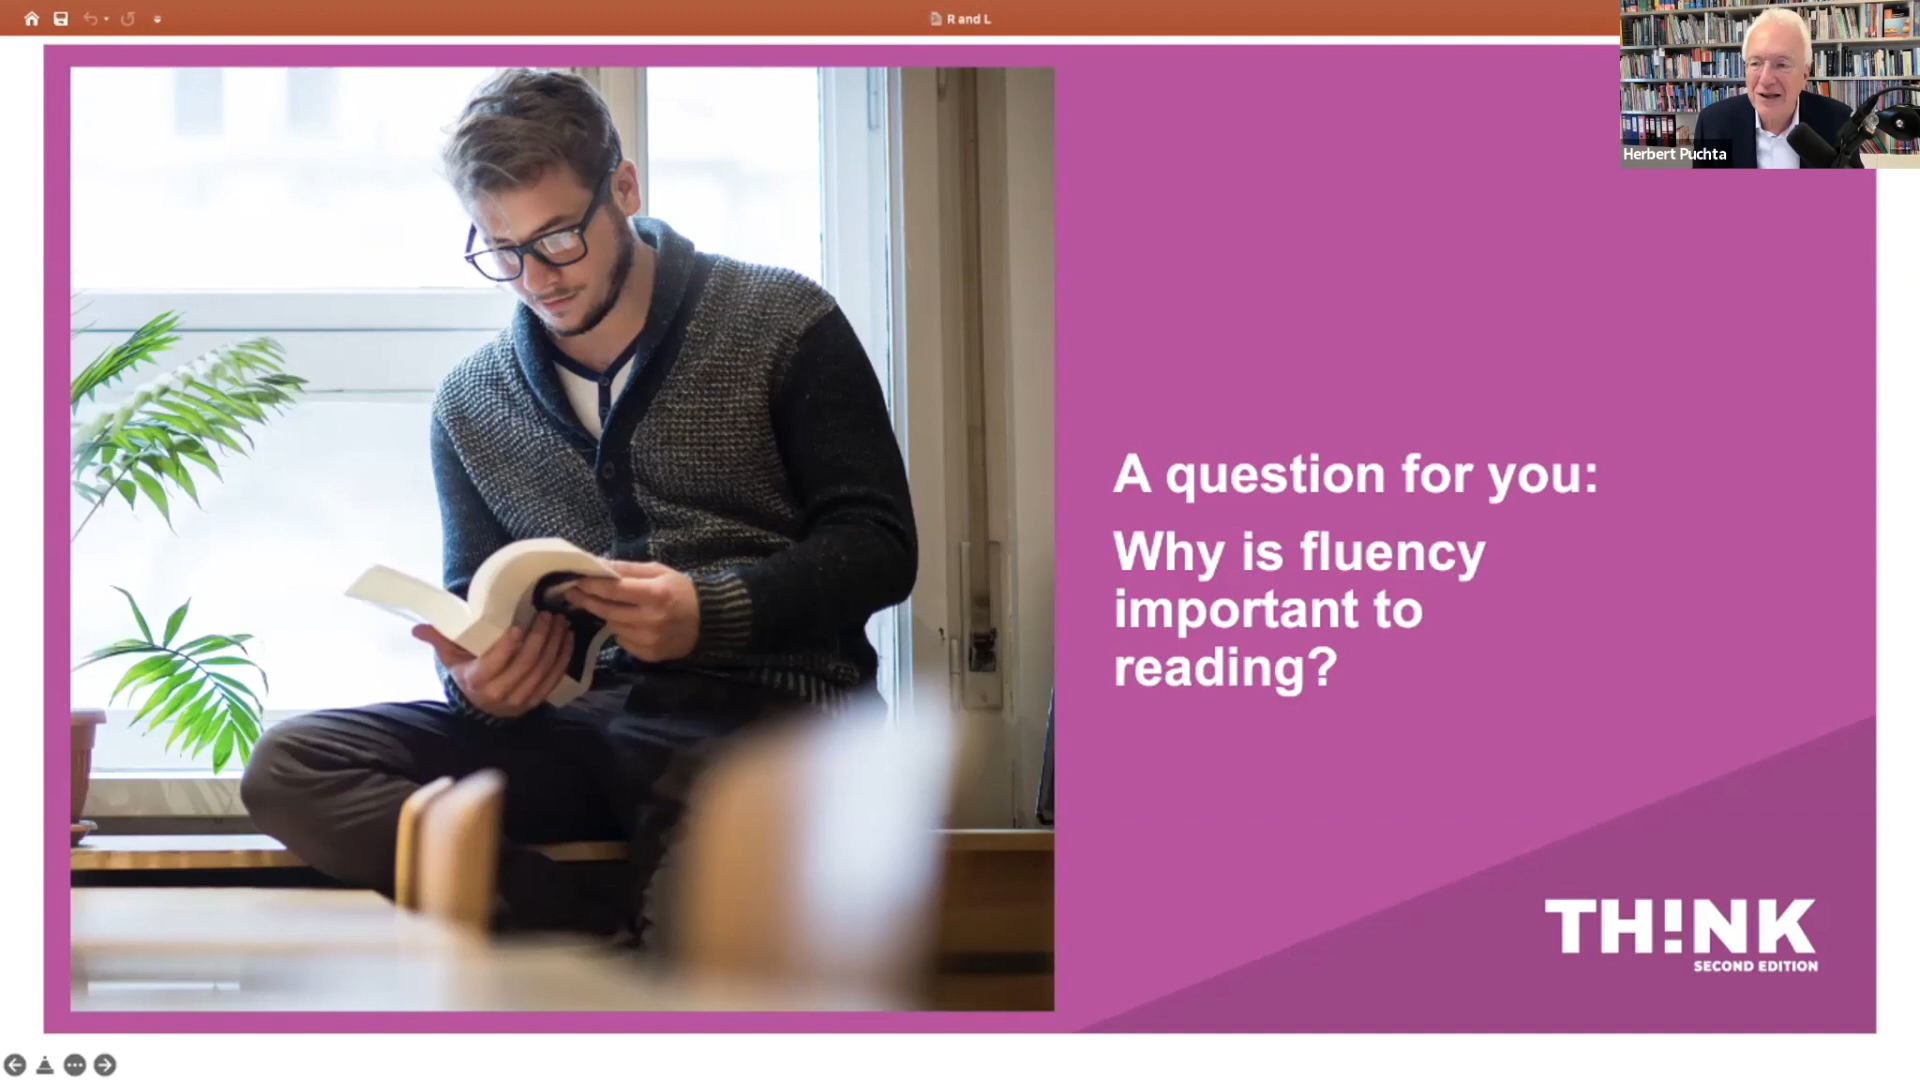 R and L
Herbert Puchta
A question for you:
Why is fluency
important to
reading?
TH!NK
SECOND EDITION